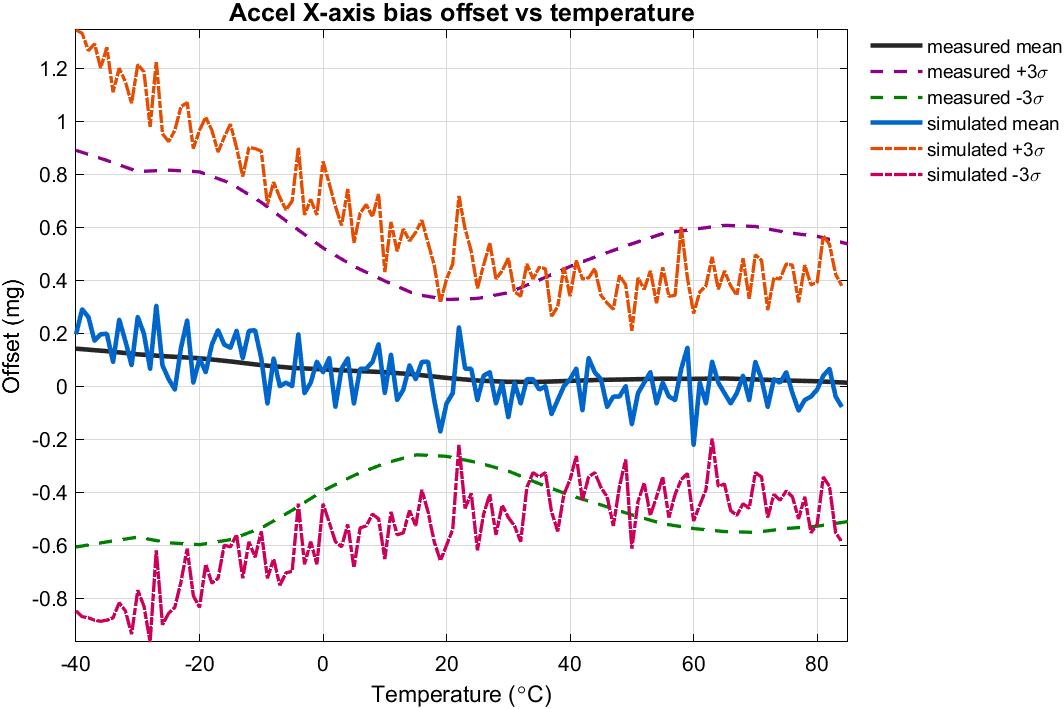 Accel X-axis bias offset vs temperature
measured mean
measured +3σ
measured -3σ
simulated mean
simulated +3σ
simulated -3σ
Offset (mg)
1.2
1
0.8
0.6
0.4
0.2
0
-0.2
-0.4
-0.6
-0.8
-40 -20 0 20 40 60 80
Temperature (°C)